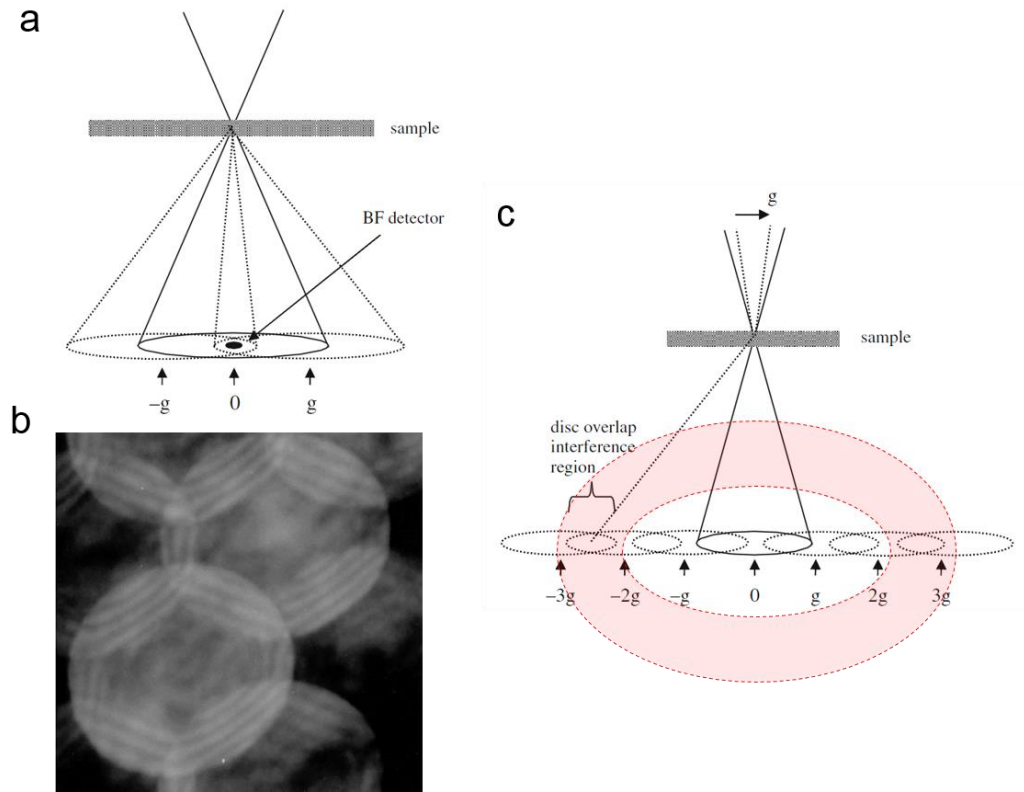 a
sample
BF detector
–g
0
g
b
c
g
sample
disc overlap
interference
region
–3g
–2g
–g
0
g
2g
3g